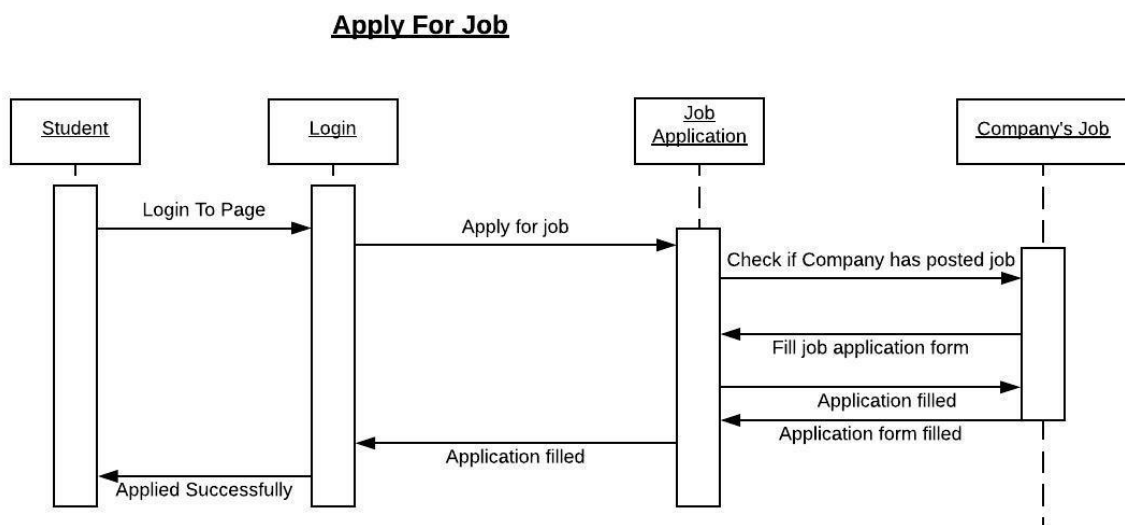 Apply For Job
Student
Login
Job
Application
Company's Job
Login To Page
Apply for job
Check if Company has posted job
Fill job application form
Application filled
Application form filled
Application filled
Applied Successfully